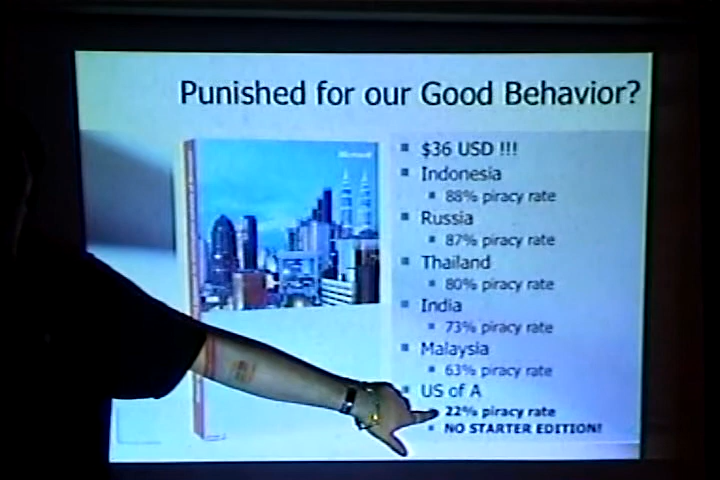 Punished for our Good Behavior?
Microsoft
$36 USD !!!
Indonesia
88% piracy rate
Russia
87% piracy rate
Thailand
80% piracy rate
India
73% piracy rate
Malaysia
63% piracy rate
US of A
22% piracy rate
NO STARTER EDITION!